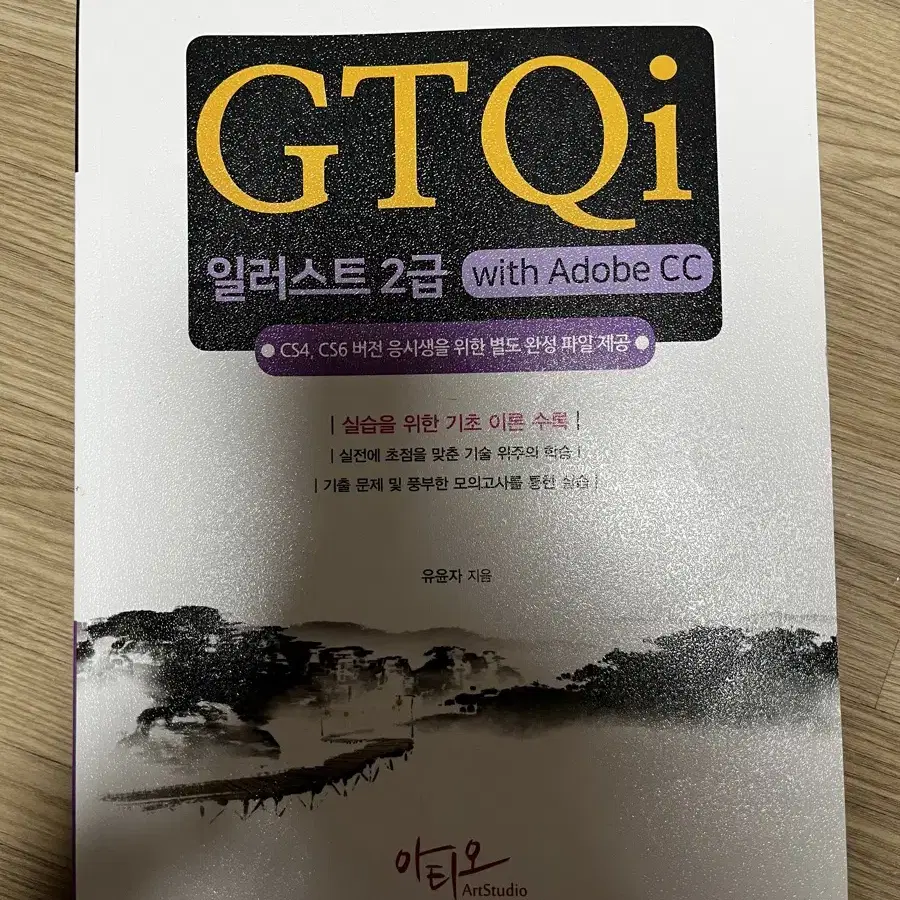 GTQi
일러스트 2급 with Adobe CC
• CS4, CS6 버전 응시생을 위한 별도 완성 파일 제공 •
| 실습을 위한 기초 이론 수록 |
| 실전에 초점을 맞춘 기술 위주의 학습 |
| 기출 문제 및 풍부한 모의고사를 통한 실습 |
유윤자 지음
아티오
ArtStudio